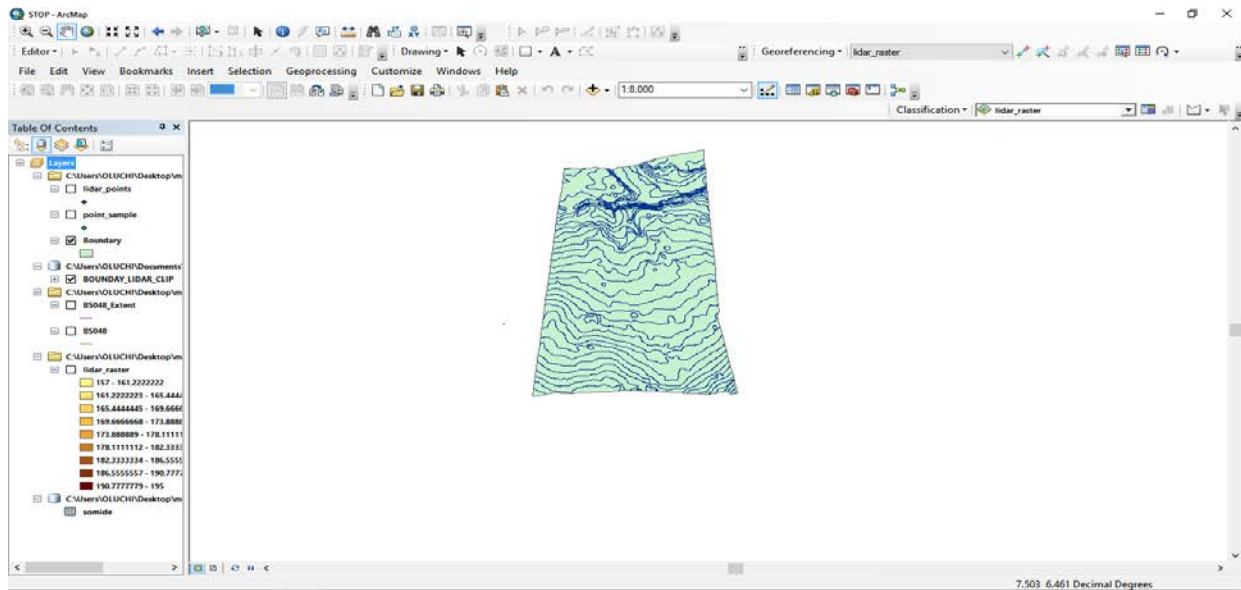 STOP - ArcMap
Editor - Drawing - A - Georeferencing - lidar_raster
File Edit View Bookmarks Insert Selection Geoprocessing Customize Windows Help
1:8.000
Classification - lidar_raster
Table Of Contents
Layers
C:\Users\OLUCHI\Desktop\m
lidar_points
point_sample
Boundary
C:\Users\OLUCHI\Documents
BOUNDAY_LIDAR_CLIP
C:\Users\OLUCHI\Desktop\m
BS048_Extent
BS048
C:\Users\OLUCHI\Desktop\m
lidar_raster
157 - 161.2222222
161.2222223 - 165.444
165.4444445 - 169.6666
169.6666668 - 173.8888
173.888889 - 178.11111
178.1111112 - 182.3333
182.3333334 - 186.5555
186.5555557 - 190.7777
190.7777779 - 195
C:\Users\OLUCHI\Desktop\m
somide
7.503 6.461 Decimal Degrees